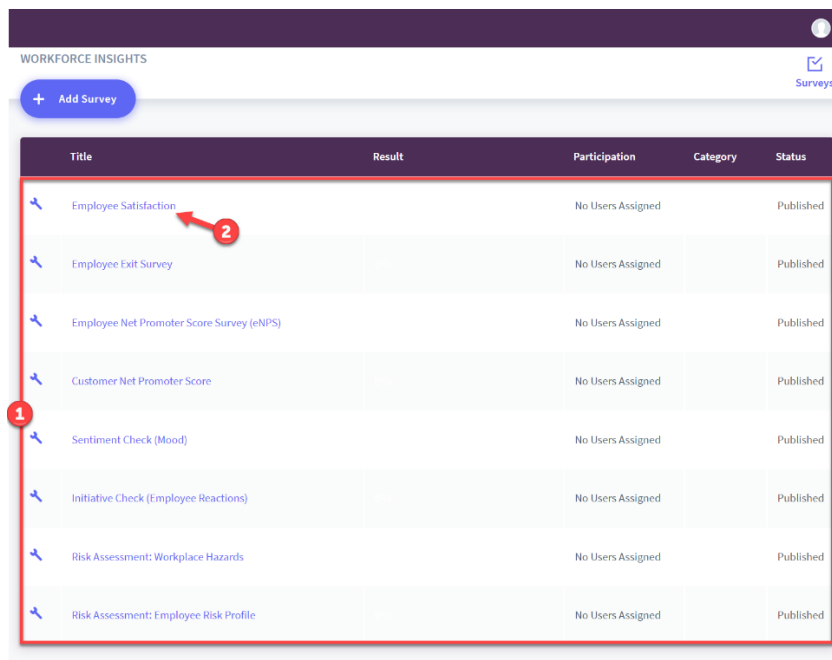 WORKFORCE INSIGHTS
Surveys
+ Add Survey
Title Result Participation Category Status
Employee Satisfaction No Users Assigned Published
2
Employee Exit Survey No Users Assigned Published
Employee Net Promoter Score Survey (eNPS) No Users Assigned Published
Customer Net Promoter Score No Users Assigned Published
1
Sentiment Check (Mood) No Users Assigned Published
Initiative Check (Employee Reactions) No Users Assigned Published
Risk Assessment: Workplace Hazards No Users Assigned Published
Risk Assessment: Employee Risk Profile No Users Assigned Published